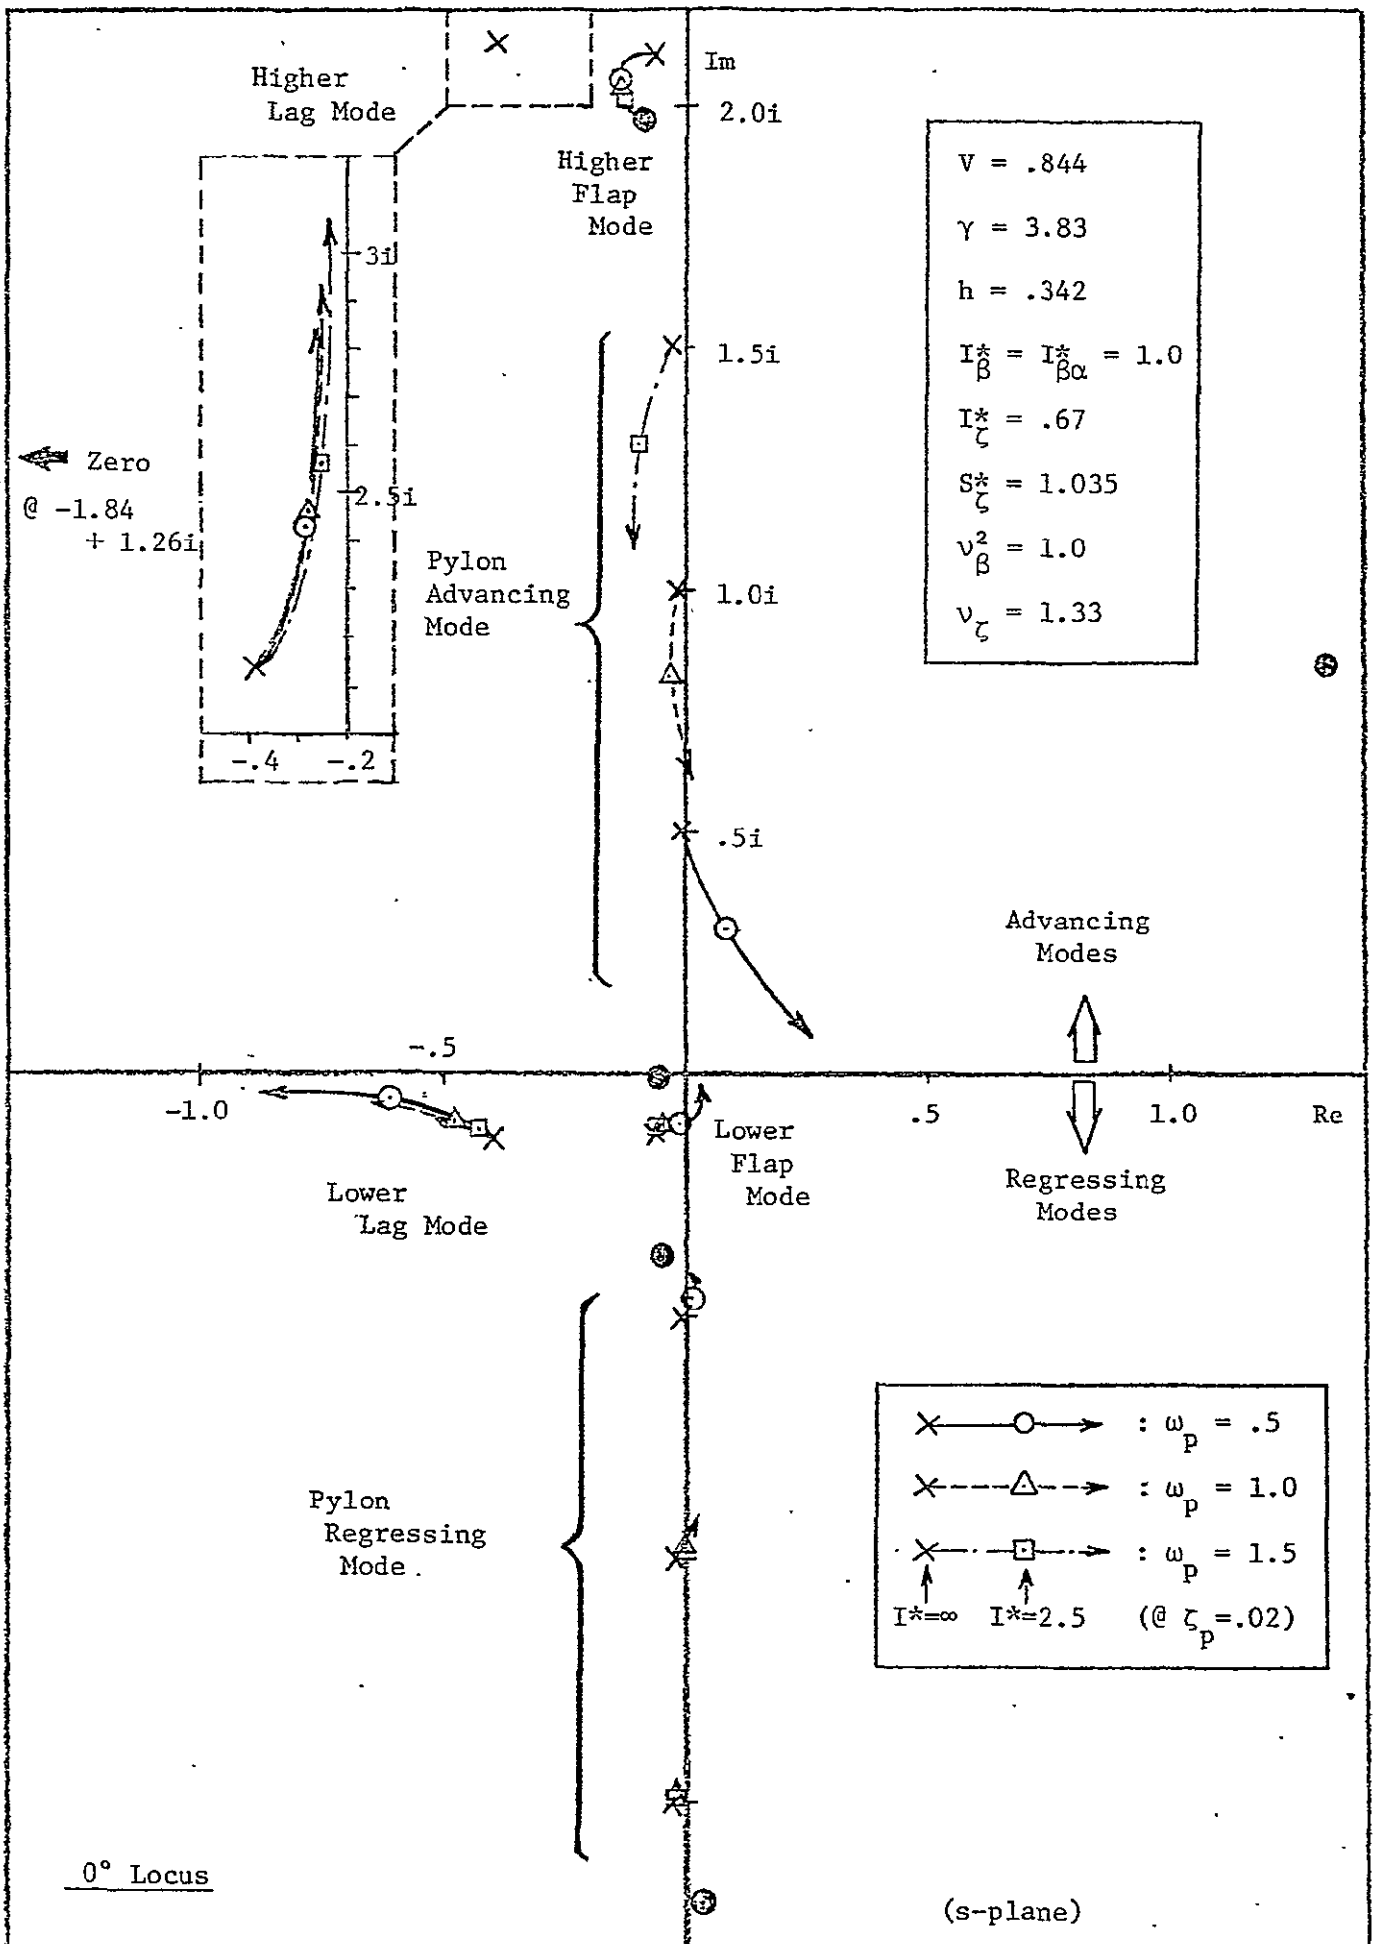 Im
Higher
Lag Mode
2.0i
Higher
Flap
Mode
V = .844
γ = 3.83
h = .342
I*β = I*βα = 1.0
I*ζ = .67
S*ζ = 1.035
ν²β = 1.0
νζ = 1.33
3i
2.5i
-.4 -.2
Zero
@ -1.84
+ 1.26i
1.5i
Pylon
Advancing
Mode
1.0i
.5i
Advancing
Modes
-.5
-1.0
.5
1.0
Re
Lower
Flap
Mode
Lower
Lag Mode
Regressing
Modes
Pylon
Regressing
Mode.
: ωp = .5
: ωp = 1.0
: ωp = 1.5
I*=∞ I*=2.5 (@ ζp=.02)
0° Locus
(s-plane)